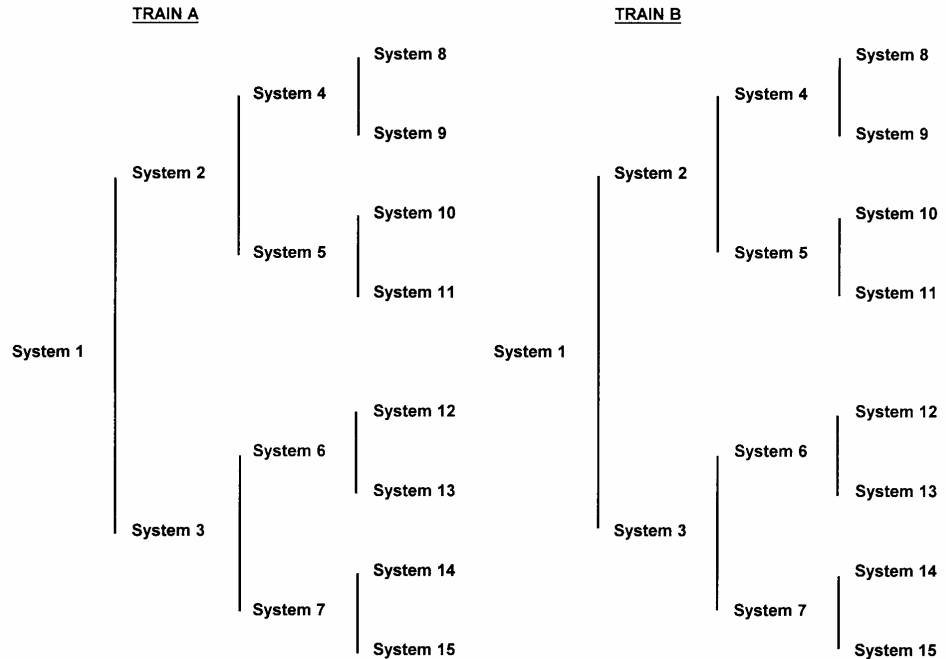 TRAIN A
System 8
System 4
System 9
System 2
System 10
System 5
System 11
System 1
System 12
System 6
System 13
System 3
System 14
System 7
System 15
TRAIN B
System 8
System 4
System 9
System 2
System 10
System 5
System 11
System 1
System 12
System 6
System 13
System 3
System 14
System 7
System 15